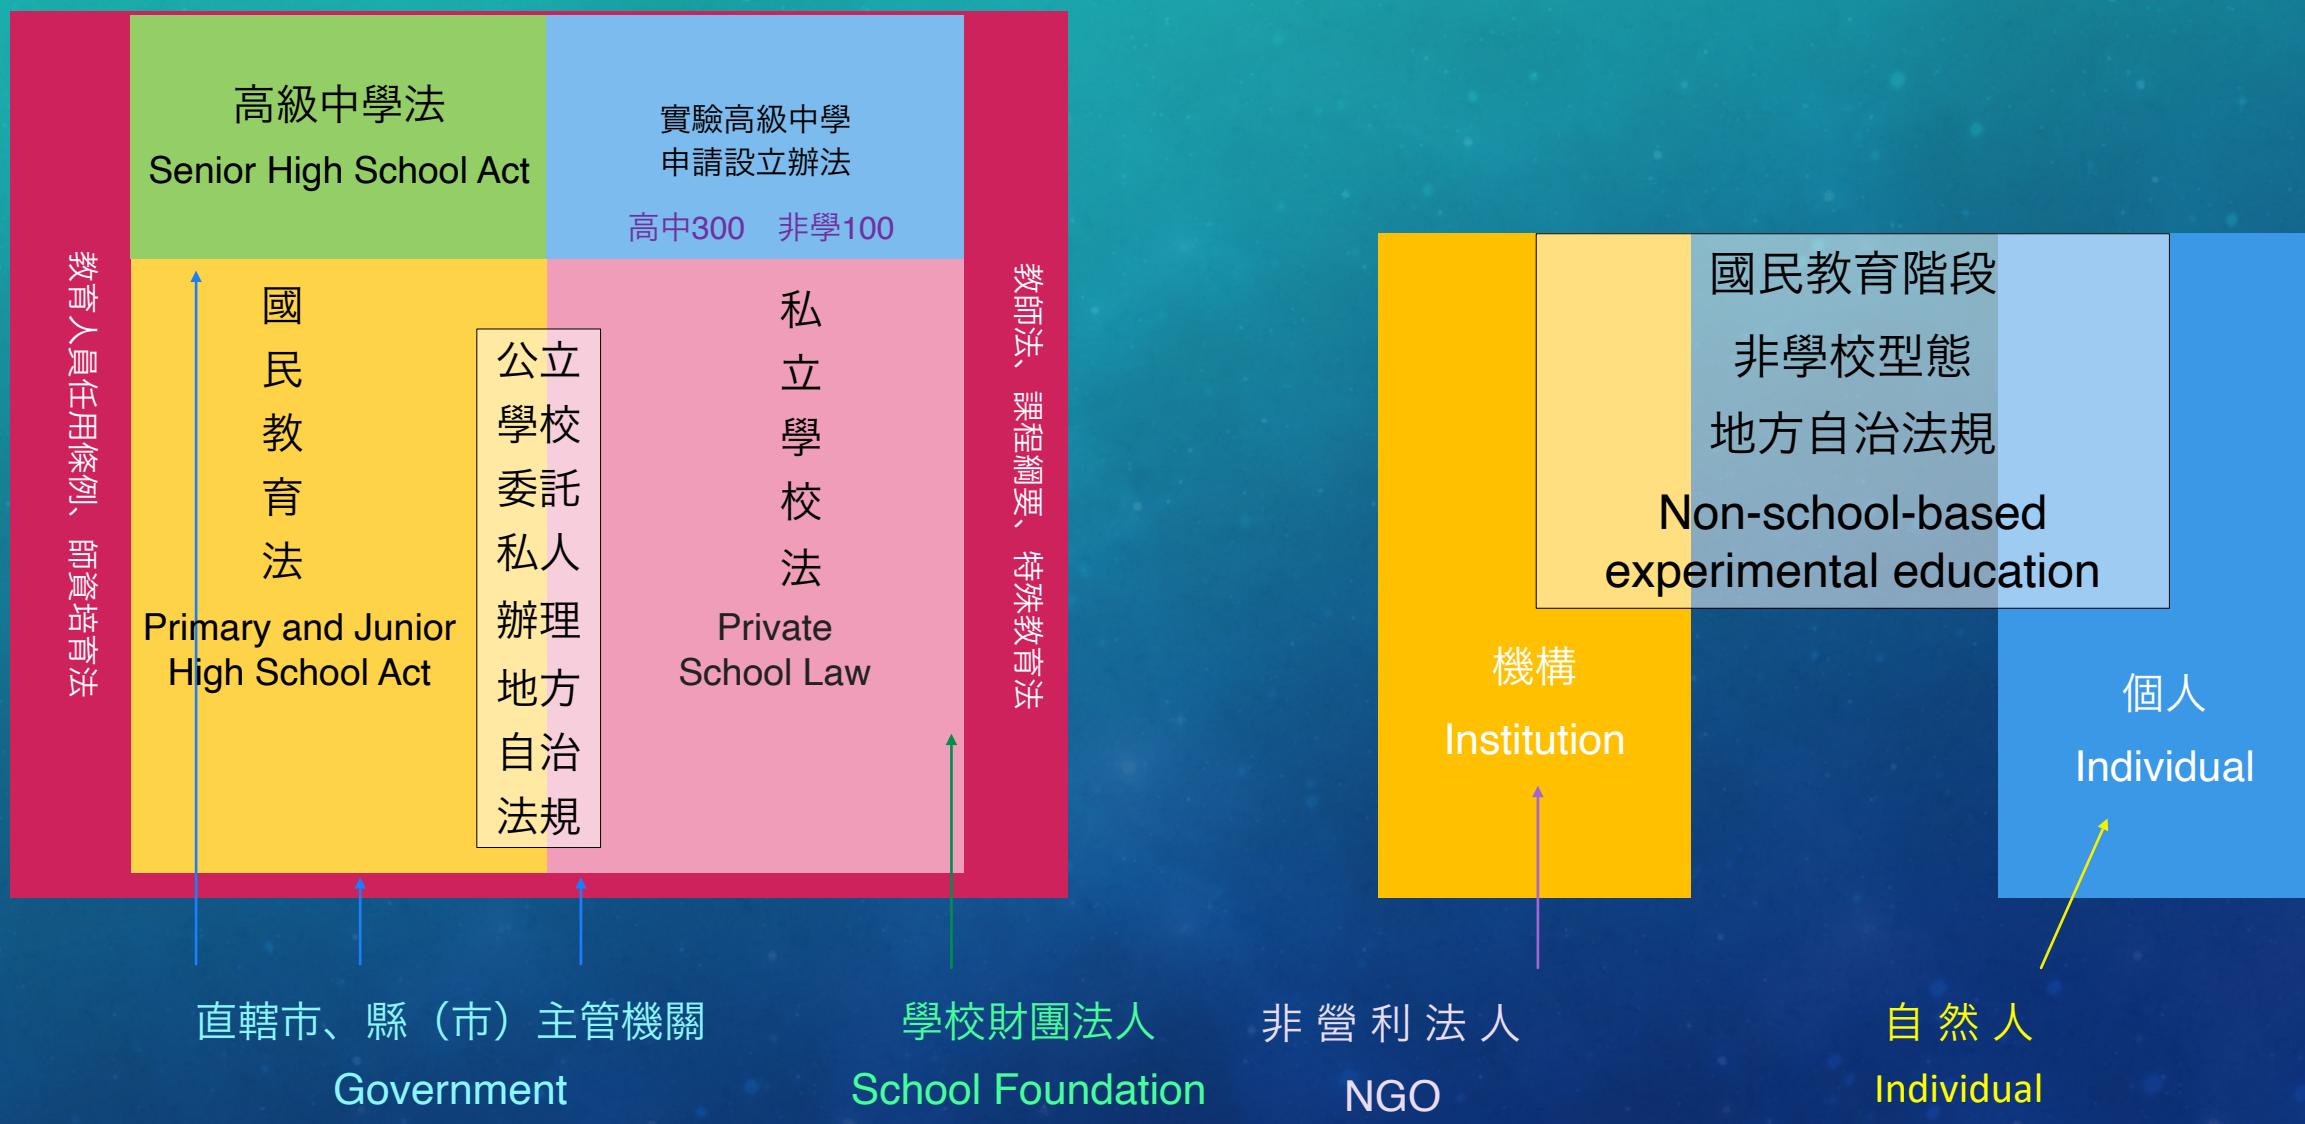 高級中學法
Senior High School Act
實驗高級中學
申請設立辦法
高中300 非學100
教育人員任用條例、師資培育法
國民教育法
Primary and Junior
High School Act
公立
學校
委託
私人
辦理
地方
自治
法規
私立學校法
Private
School Law
教師法、課程綱要、特殊教育法
國民教育階段
非學校型態
地方自治法規
Non-school-based
experimental education
機構
Institution
個人
Individual
直轄市、縣（市）主管機關
Government
學校財團法人
School Foundation
非營利法人
NGO
自然人
Individual